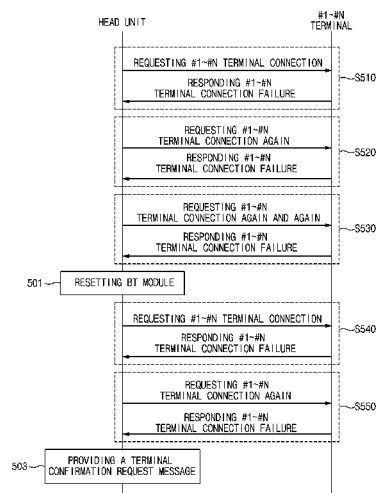 HEAD UNIT
#1~#N
TERMINAL
REQUESTING #1~#N TERMINAL CONNECTION
RESPONDING #1~#N
TERMINAL CONNECTION FAILURE
S510
REQUESTING #1~#N
TERMINAL CONNECTION AGAIN
RESPONDING #1~#N
TERMINAL CONNECTION FAILURE
S520
REQUESTING #1~#N
TERMINAL CONNECTION AGAIN AND AGAIN
RESPONDING #1~#N
TERMINAL CONNECTION FAILURE
S530
501
RESETTING BT MODULE
REQUESTING #1~#N TERMINAL CONNECTION
RESPONDING #1~#N
TERMINAL CONNECTION FAILURE
S540
REQUESTING #1~#N
TERMINAL CONNECTION AGAIN
RESPONDING #1~#N
TERMINAL CONNECTION FAILURE
S550
503
PROVIDING A TERMINAL
CONFIRMATION REQUEST MESSAGE